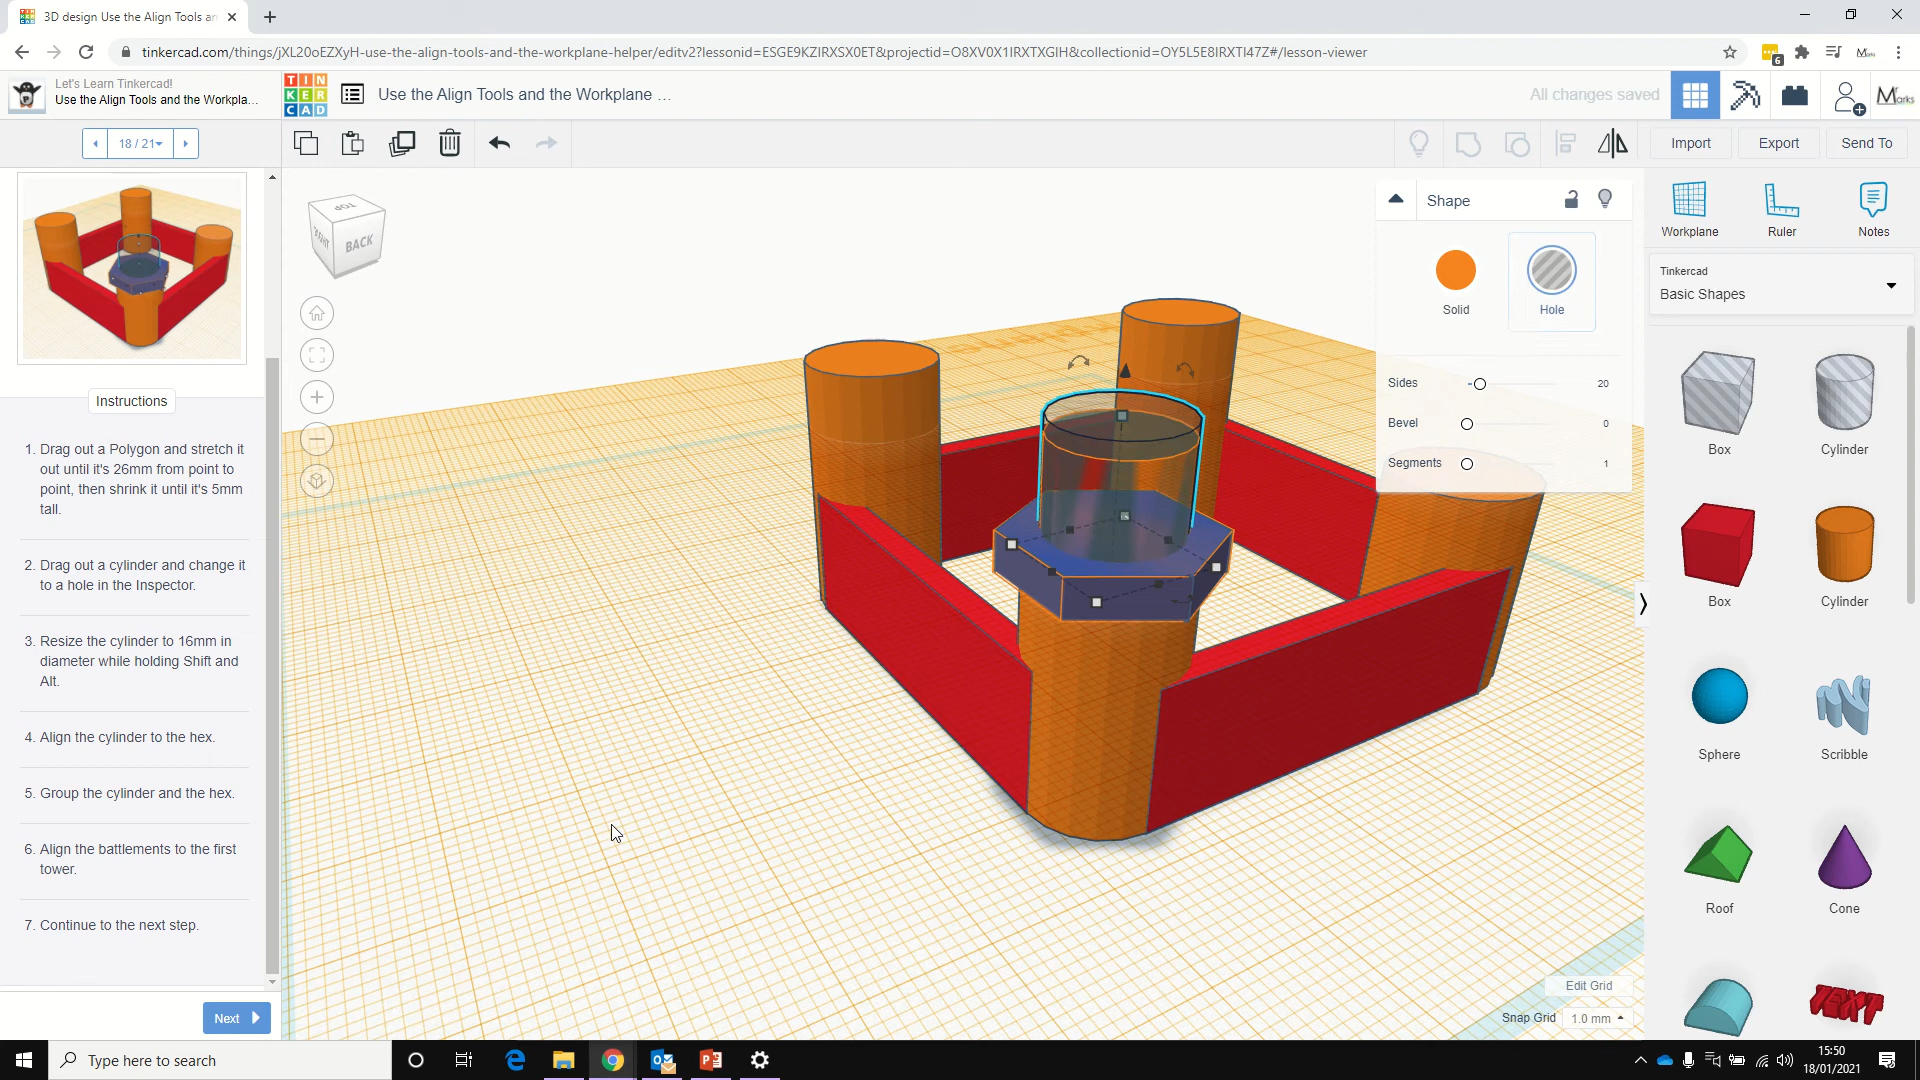 3D design Use the Align Tools an
tinkercad.com/things/jXL20oEZXyH-use-the-align-tools-and-the-workplane-helper/editv2?lessonid=ESGE9KZIRXSX0ET&projectid=O8XV0X1IRXTXGIH&collectionid=OY5L5E8IRXTI47Z#/lesson-viewer
6
Let's Learn Tinkercad!
Use the Align Tools and the Workpla...
TIN
KER
CAD
Use the Align Tools and the Workplane ...
All changes saved
Marks
18 / 21
Import
Export
Send To
TOP
RIGHT
BACK
Shape
Solid
Hole
Sides
20
Bevel
0
Segments
1
Workplane
Ruler
Notes
Tinkercad
Basic Shapes
Instructions
1. Drag out a Polygon and stretch it
out until it's 26mm from point to
point, then shrink it until it's 5mm
tall.
2. Drag out a cylinder and change it
to a hole in the Inspector.
3. Resize the cylinder to 16mm in
diameter while holding Shift and
Alt.
4. Align the cylinder to the hex.
5. Group the cylinder and the hex.
6. Align the battlements to the first
tower.
7. Continue to the next step.
Next
Box
Cylinder
Box
Cylinder
Sphere
Scribble
Roof
Cone
TEXT
Edit Grid
Snap Grid
1.0 mm
Type here to search
15:50
18/01/2021